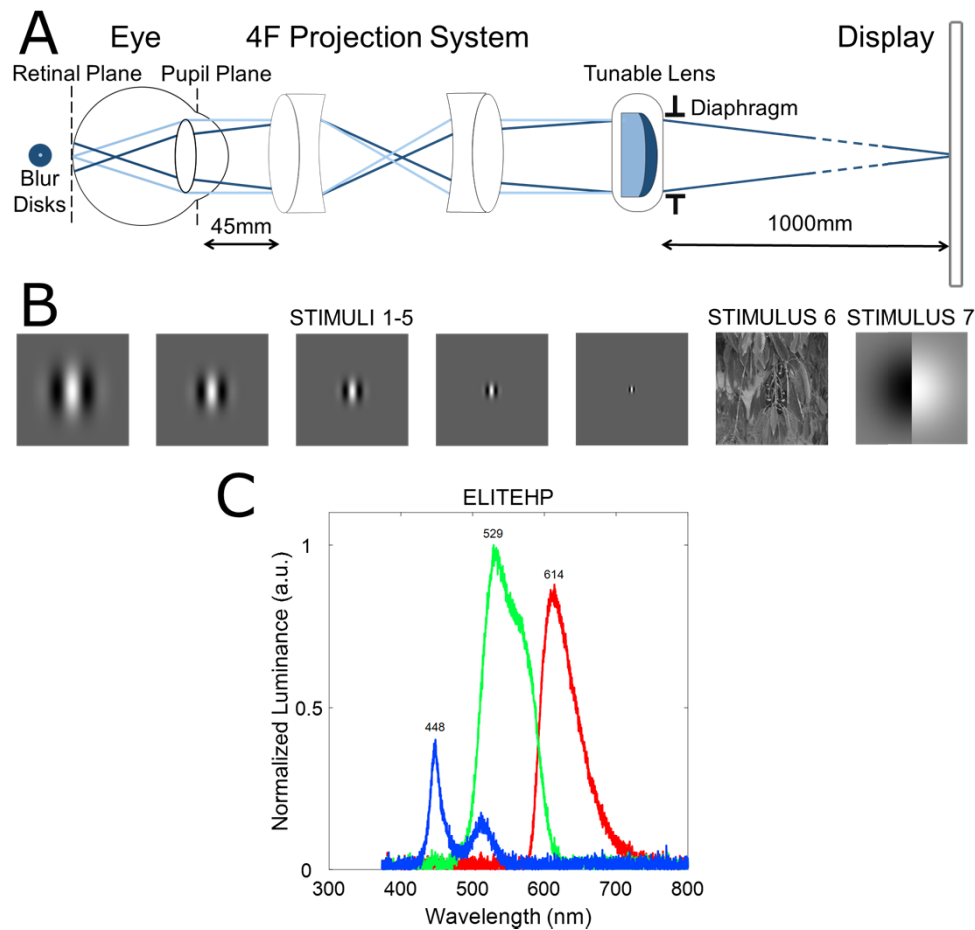 A
Eye
4F Projection System
Display
Retinal Plane
Pupil Plane
Tunable Lens
Diaphragm
Blur
Disks
45mm
1000mm
B
STIMULI 1-5
STIMULUS 6
STIMULUS 7
C
ELITEHP
Normalized Luminance (a.u.)
1
0.5
0
448
529
614
300
400
500
600
700
800
Wavelength (nm)